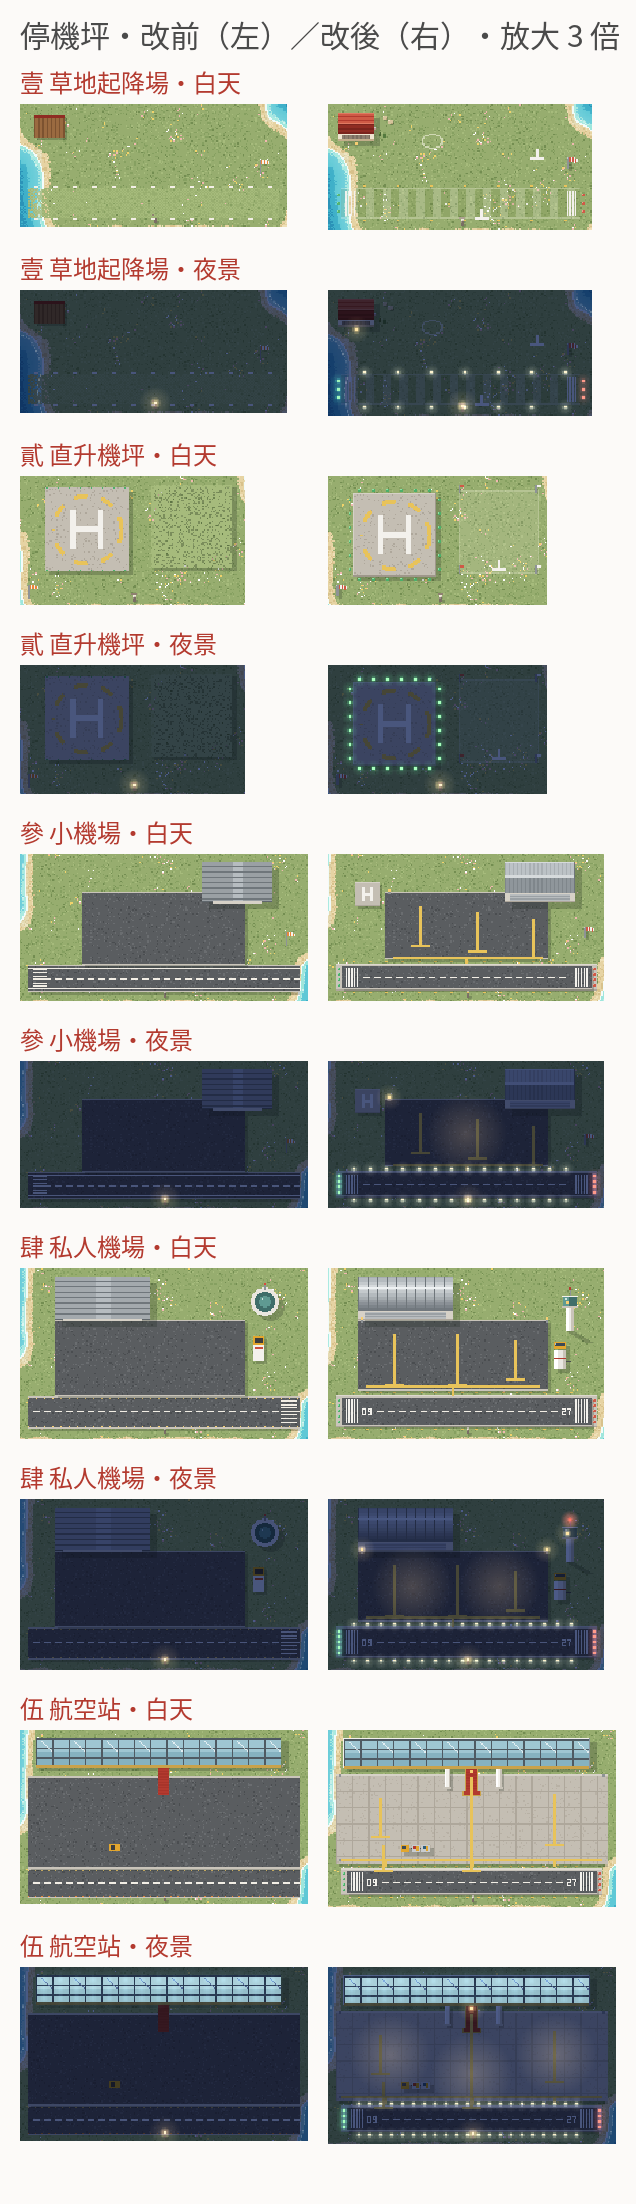 停機坪・改前（左）／改後（右）・放大 3 倍
壹 草地起降場・白天
壹 草地起降場・夜景
貳 直升機坪・白天
H H
貳 直升機坪・夜景
H H
參 小機場・白天
H
參 小機場・夜景
H
肆 私人機場・白天
09 27
肆 私人機場・夜景
09 27
伍 航空站・白天
09 27
伍 航空站・夜景
09 27